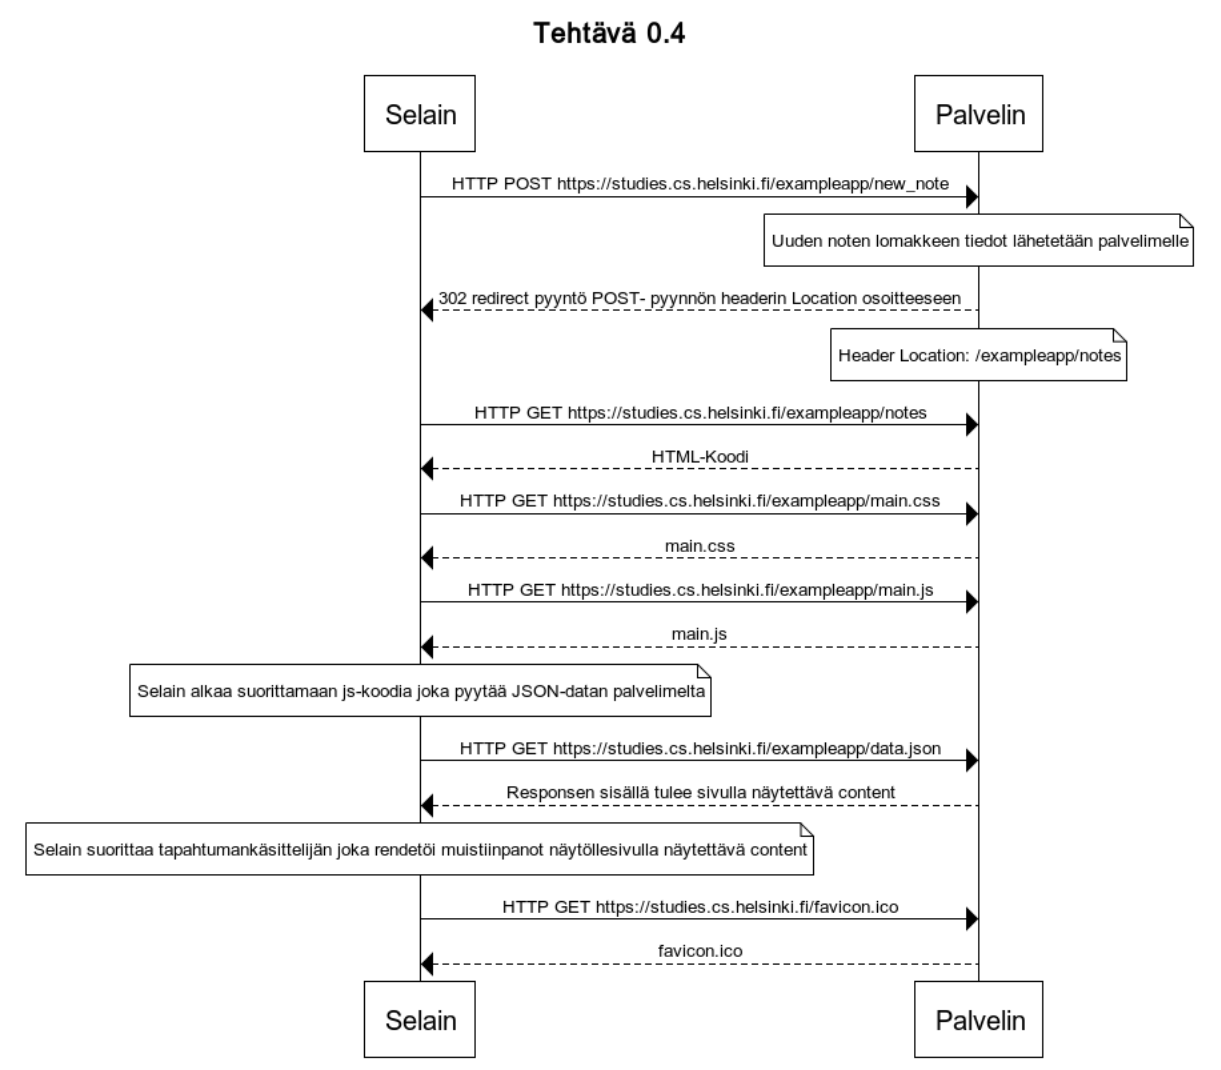 Tehtävä 0.4
Selain
Palvelin
HTTP POST https://studies.cs.helsinki.fi/exampleapp/new_note
Uuden noten lomakkeen tiedot lähetetään palvelimelle
302 redirect pyyntö POST- pyynnön headerin Location osoitteeseen
Header Location: /exampleapp/notes
HTTP GET https://studies.cs.helsinki.fi/exampleapp/notes
HTML-Koodi
HTTP GET https://studies.cs.helsinki.fi/exampleapp/main.css
main.css
HTTP GET https://studies.cs.helsinki.fi/exampleapp/main.js
main.js
Selain alkaa suorittamaan js-koodia joka pyytää JSON-datan palvelimelta
HTTP GET https://studies.cs.helsinki.fi/exampleapp/data.json
Responsen sisällä tulee sivulla näytettävä content
Selain suorittaa tapahtumankäsittelijän joka rendetöi muistiinpanot näytöllesivulla näytettävä content
HTTP GET https://studies.cs.helsinki.fi/favicon.ico
favicon.ico
Selain
Palvelin